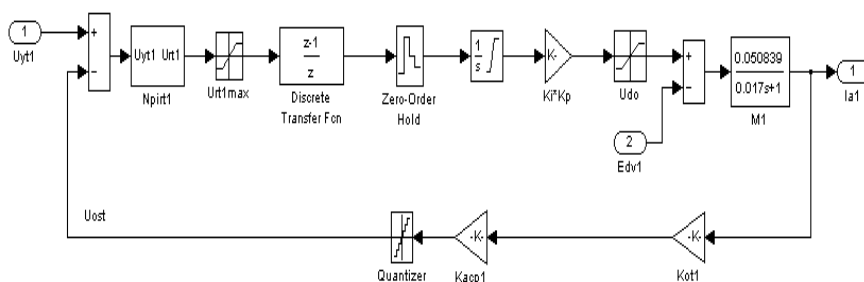 1
Uyt1
+
−
Uyt1 Urt1
Npirt1
Urt1max
z-1
z
Discrete
Transfer Fcn
Zero-Order
Hold
1
s
K-
Ki*Kp
Udo
+
−
2
Edv1
0.050839
0.017s+1
M1
1
Ia1
Uost
Quantizer
-K-
Kacp1
-K-
Kot1